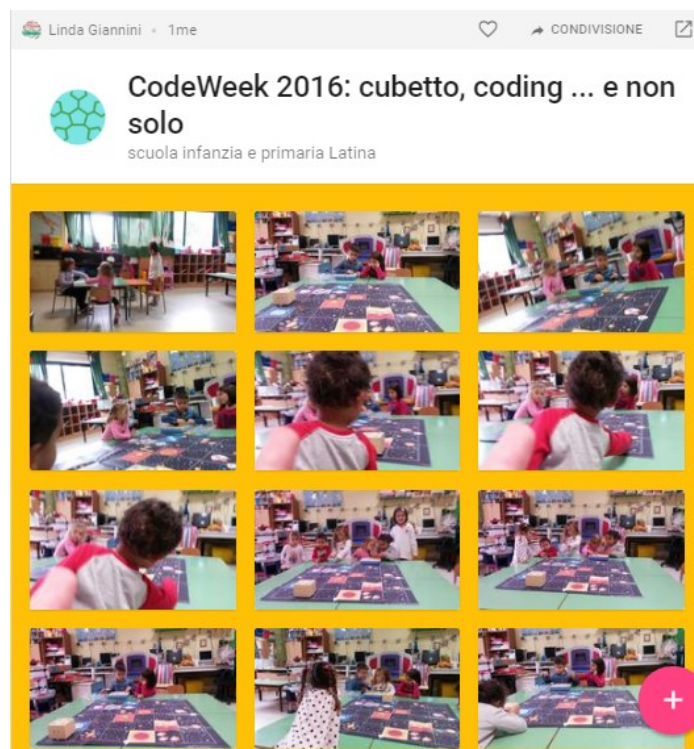 Linda Giannini • 1me
CONDIVISIONE
CodeWeek 2016: cubetto, coding ... e non
solo
scuola infanzia e primaria Latina